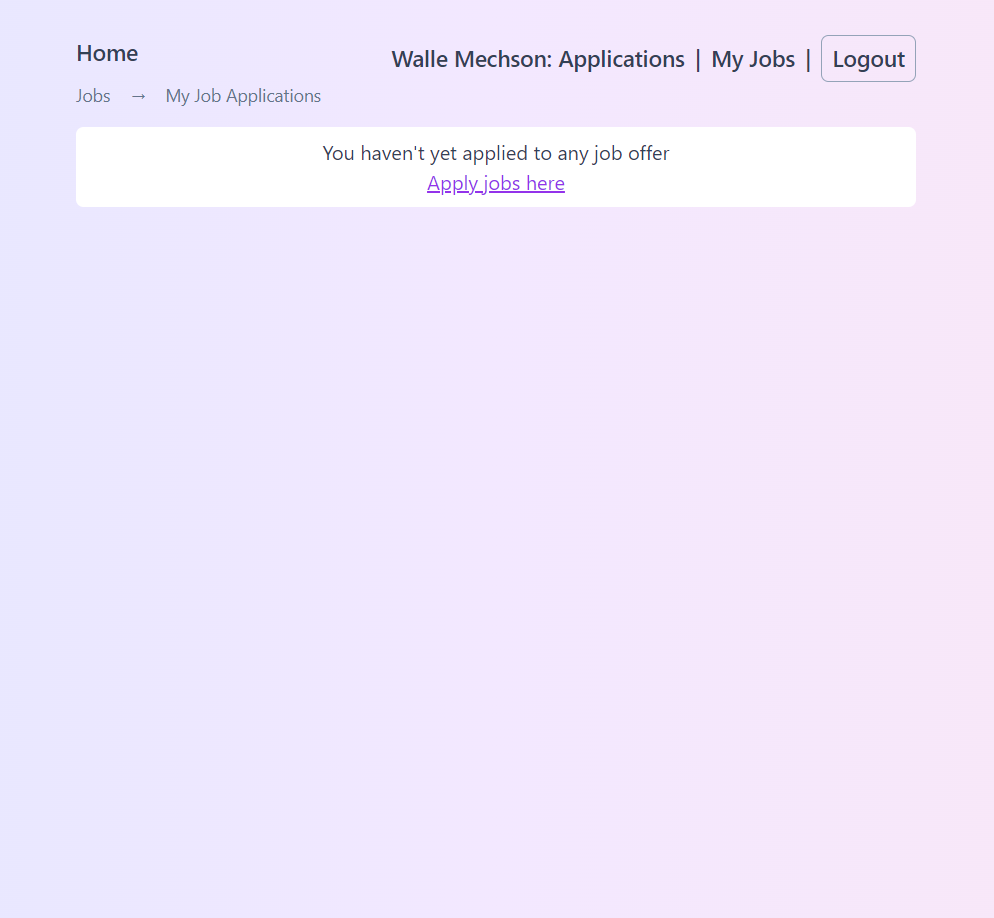 Home
Walle Mechson: Applications | My Jobs | Logout
Jobs → My Job Applications
You haven't yet applied to any job offer
Apply jobs here